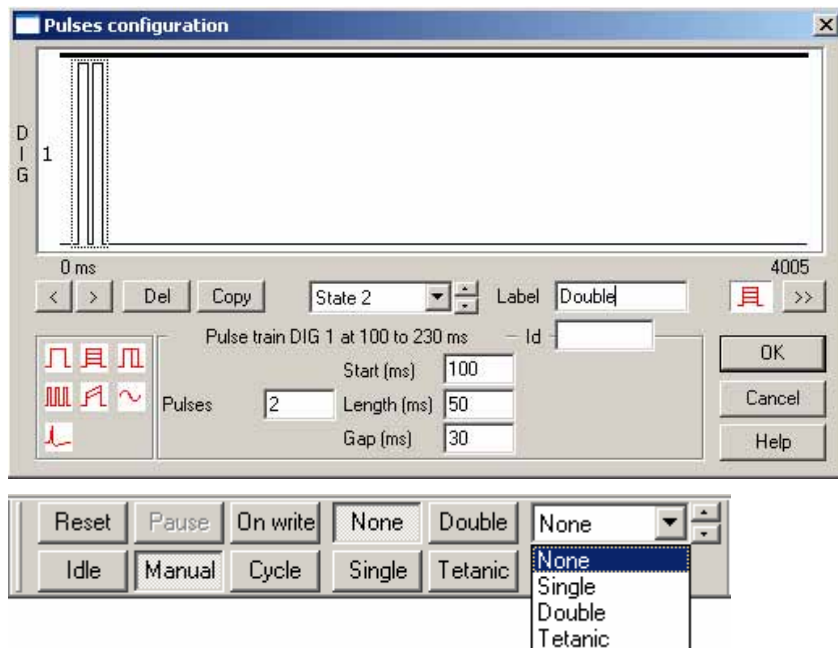 Pulses configuration
DIG
1
0 ms 4005
< > Del Copy State 2 Label Double >>
Pulse train DIG 1 at 100 to 230 ms Id
Start (ms) 100
Pulses 2 Length (ms) 50
Gap (ms) 30
OK
Cancel
Help
Reset Pause On write None Double None
Idle Manual Cycle Single Tetanic
None
Single
Double
Tetanic